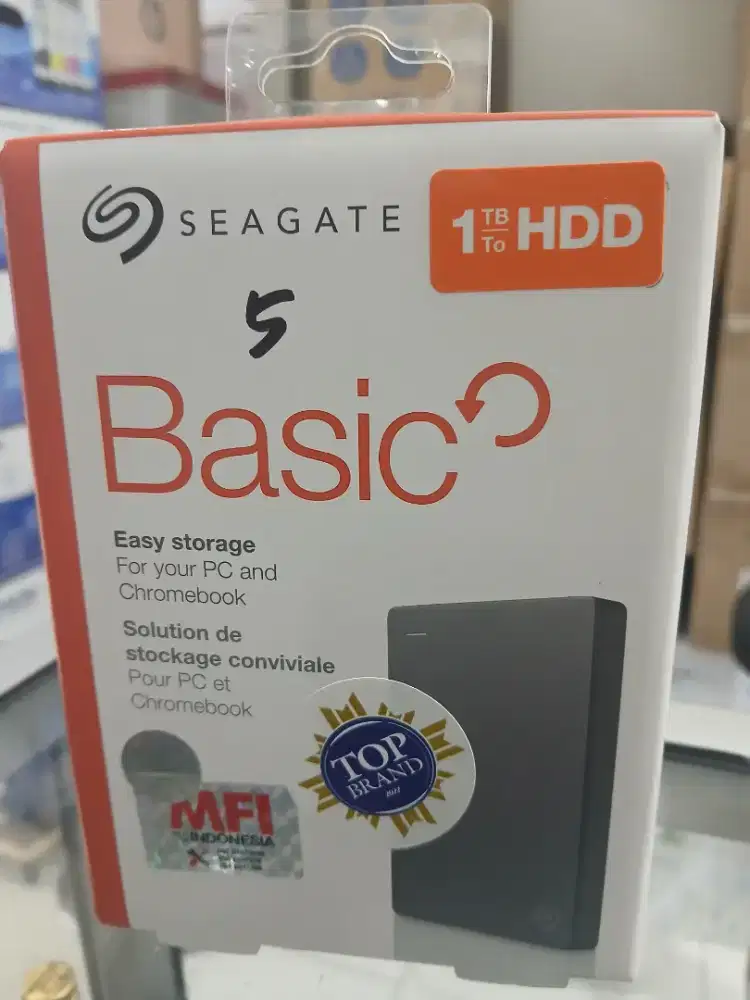 SEAGATE
1 TB To HDD
5
Basic
Easy storage
For your PC and
Chromebook
Solution de
stockage conviviale
Pour PC et
Chromebook
TOP
BRAND
MFI
INDONESIA